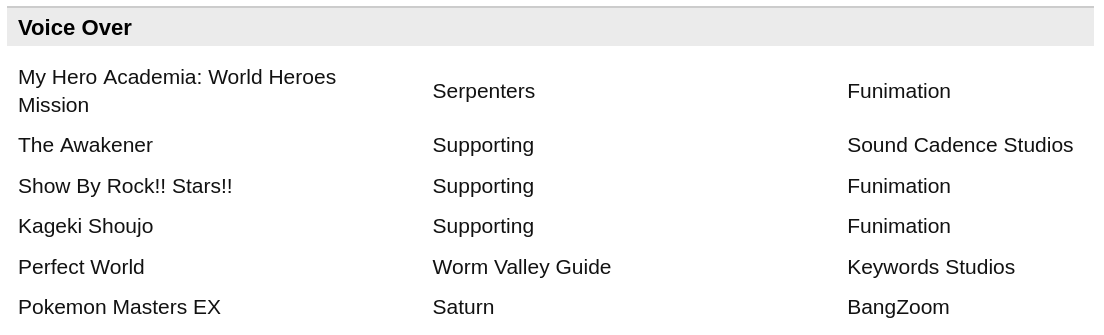 Voice Over
My Hero Academia: World Heroes
Mission Serpenters Funimation
The Awakener Supporting Sound Cadence Studios
Show By Rock!! Stars!! Supporting Funimation
Kageki Shoujo Supporting Funimation
Perfect World Worm Valley Guide Keywords Studios
Pokemon Masters EX Saturn BangZoom